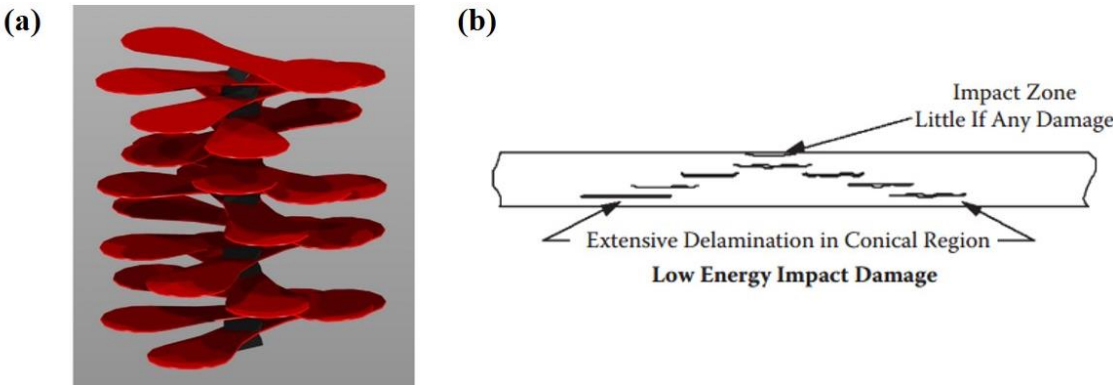 (a)
(b)
Impact Zone
Little If Any Damage
Extensive Delamination in Conical Region
Low Energy Impact Damage